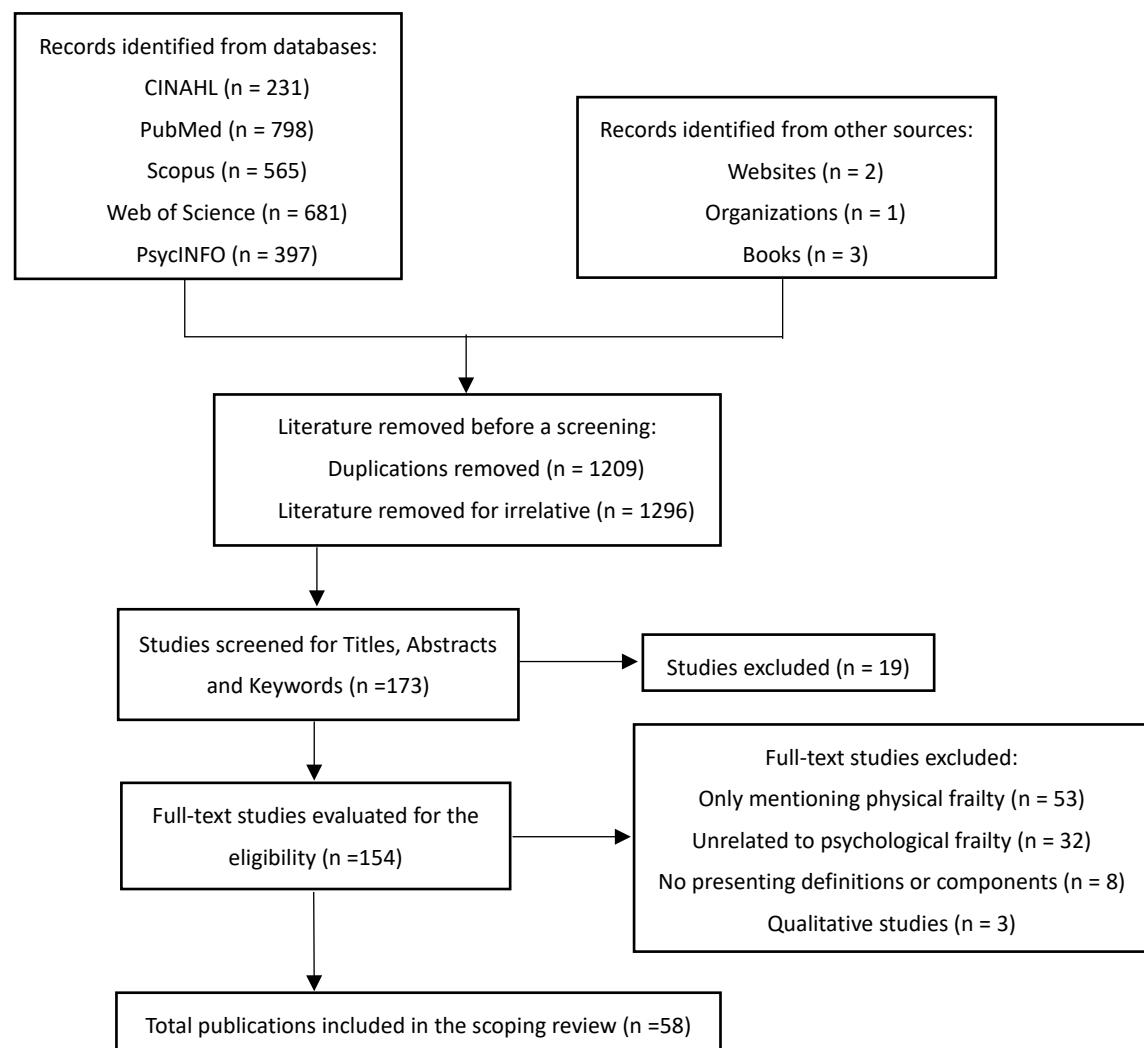 Records identified from databases:
CINAHL (n = 231)
PubMed (n = 798)
Scopus (n = 565)
Web of Science (n = 681)
PsycINFO (n = 397)
Records identified from other sources:
Websites (n = 2)
Organizations (n = 1)
Books (n = 3)
Literature removed before a screening:
Duplications removed (n = 1209)
Literature removed for irrelative (n = 1296)
Studies screened for Titles, Abstracts
and Keywords (n =173)
Studies excluded (n = 19)
Full-text studies evaluated for the
eligibility (n =154)
Full-text studies excluded:
Only mentioning physical frailty (n = 53)
Unrelated to psychological frailty (n = 32)
No presenting definitions or components (n = 8)
Qualitative studies (n = 3)
Total publications included in the scoping review (n =58)